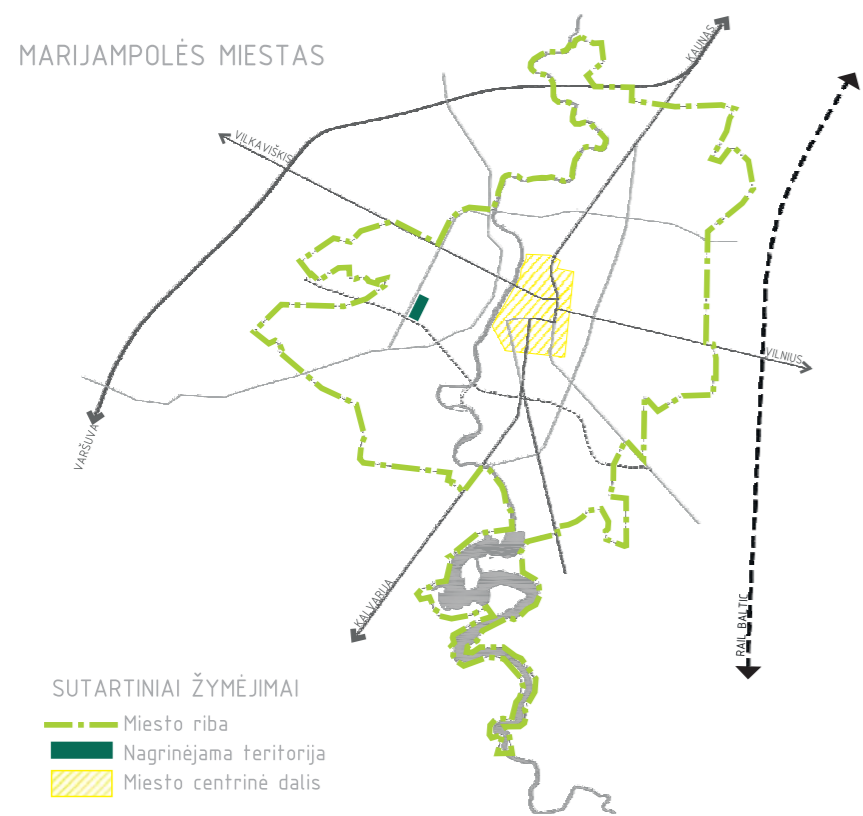 MARIJAMPOLĖS MIESTAS
KAUNAS
VILKAVIŠKIS
VILNIUS
VARŠUVA
KALVARIJA
RAIL BALTIC
SUTARTINIAI ŽYMĖJIMAI
Miesto riba
Nagrinėjama teritorija
Miesto centrinė dalis